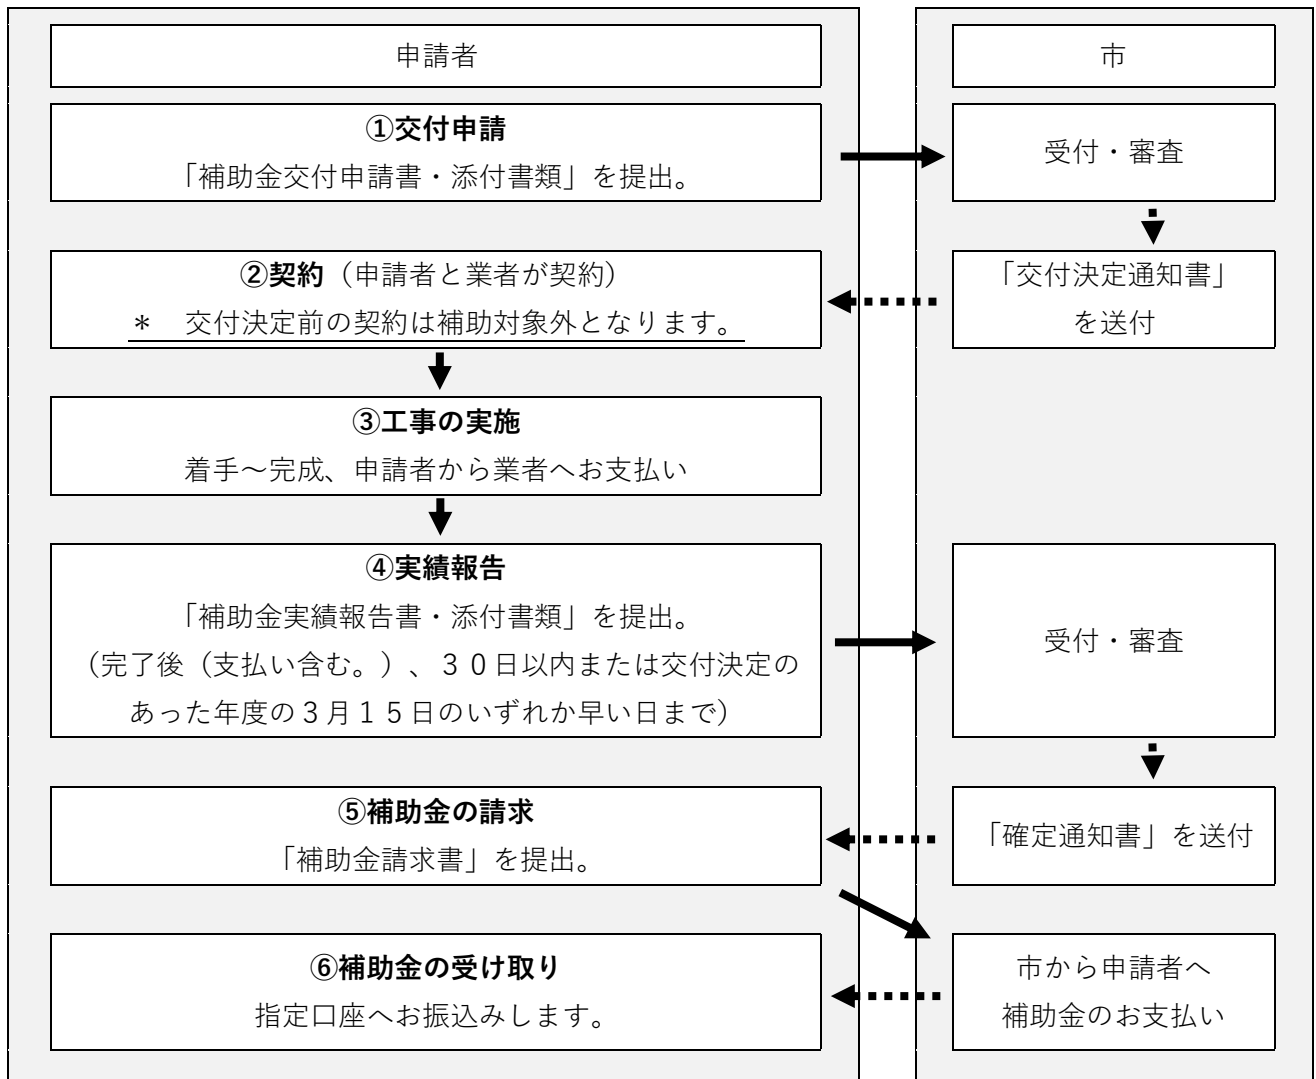 申請者
市
①交付申請
「補助金交付申請書・添付書類」を提出。
受付・審査
②契約（申請者と業者が契約）
＊　交付決定前の契約は補助対象外となります。
「交付決定通知書」
を送付
③工事の実施
着手～完成、申請者から業者へお支払い
④実績報告
「補助金実績報告書・添付書類」を提出。
（完了後（支払い含む。）、３０日以内または交付決定の
あった年度の３月１５日のいずれか早い日まで）
受付・審査
⑤補助金の請求
「補助金請求書」を提出。
「確定通知書」を送付
⑥補助金の受け取り
指定口座へお振込みします。
市から申請者へ
補助金のお支払い